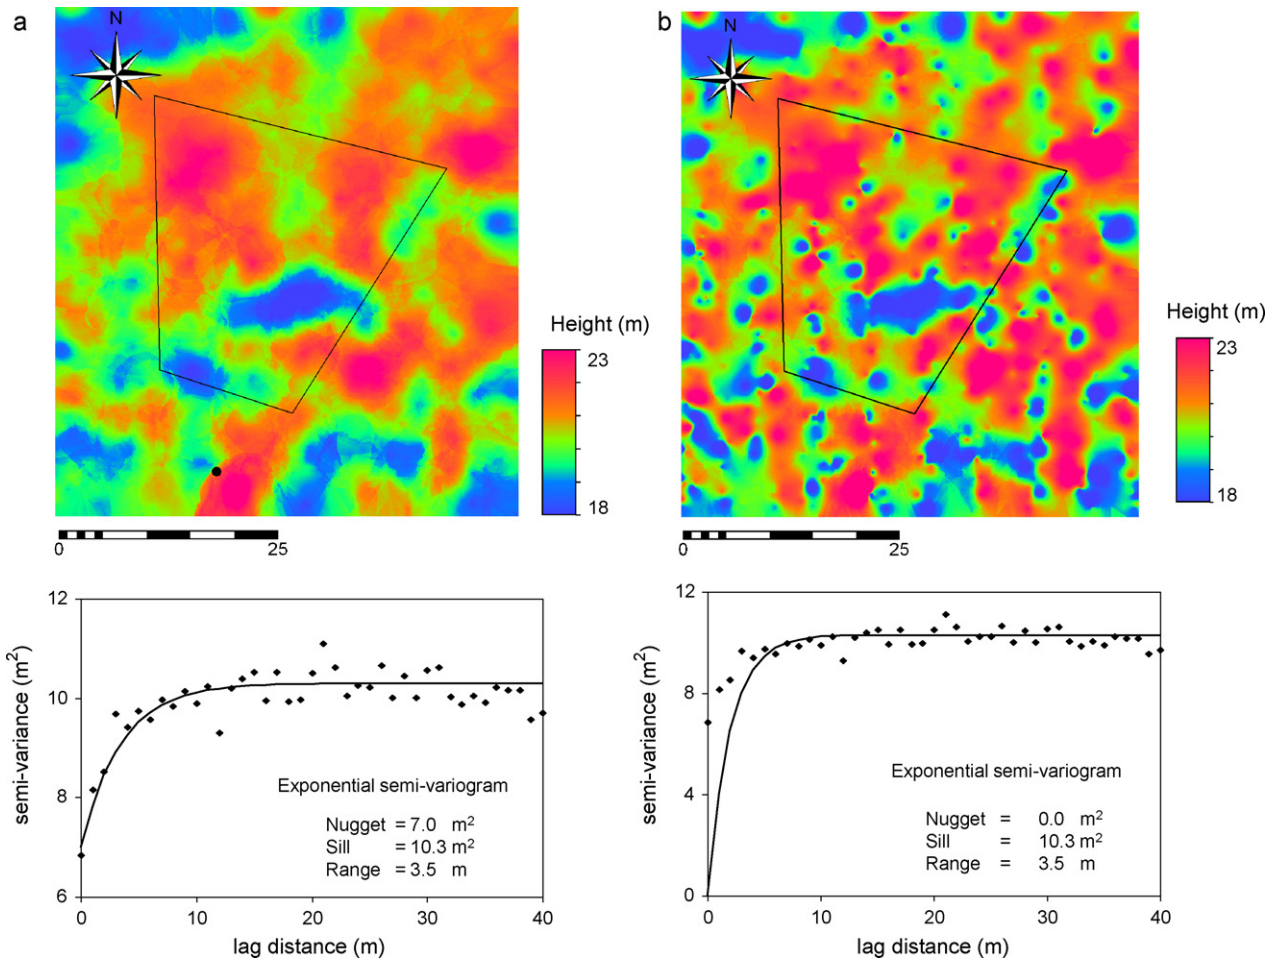 a
N
Height (m)
23
18
0
25
b
N
Height (m)
23
18
0
25
12
10
8
6
semi-variance (m²)
Exponential semi-variogram
Nugget = 7.0 m²
Sill = 10.3 m²
Range = 3.5 m
0
10
20
30
40
lag distance (m)
12
8
4
0
semi-variance (m²)
Exponential semi-variogram
Nugget = 0.0 m²
Sill = 10.3 m²
Range = 3.5 m
0
10
20
30
40
lag distance (m)